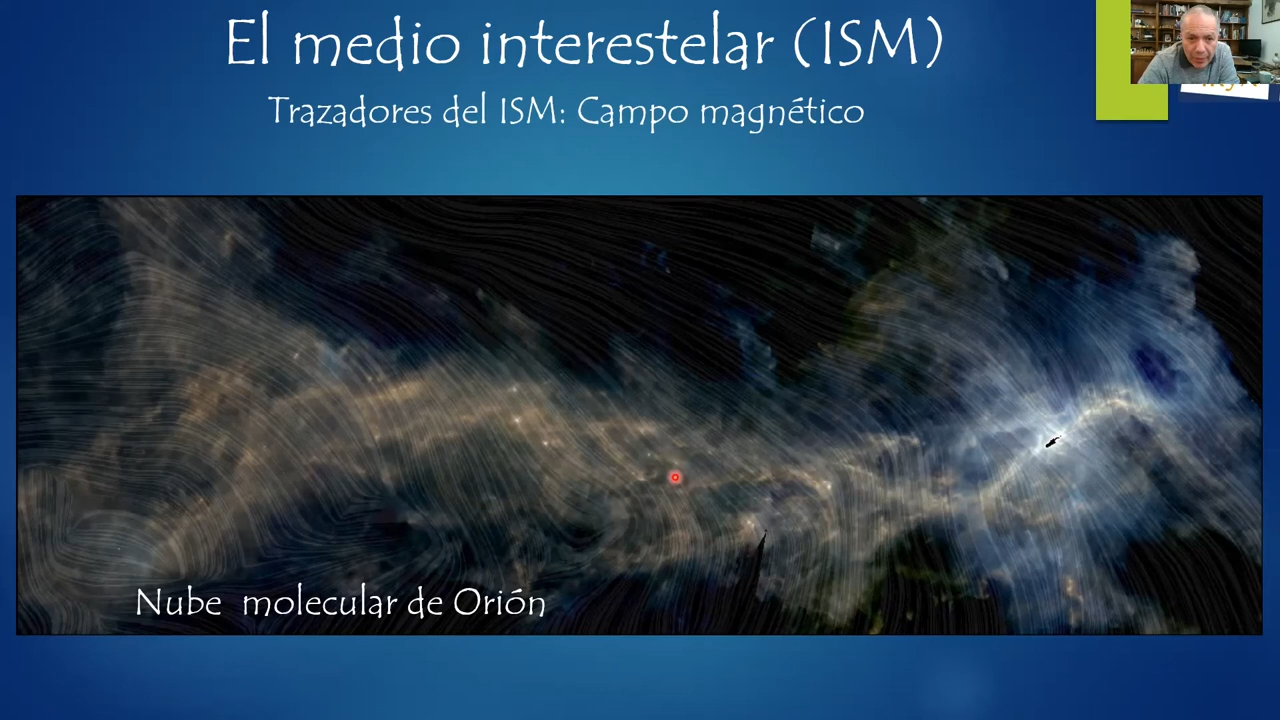 El medio interestelar (ISM)
Trazadores del ISM: Campo magnético
Nube molecular de Orión